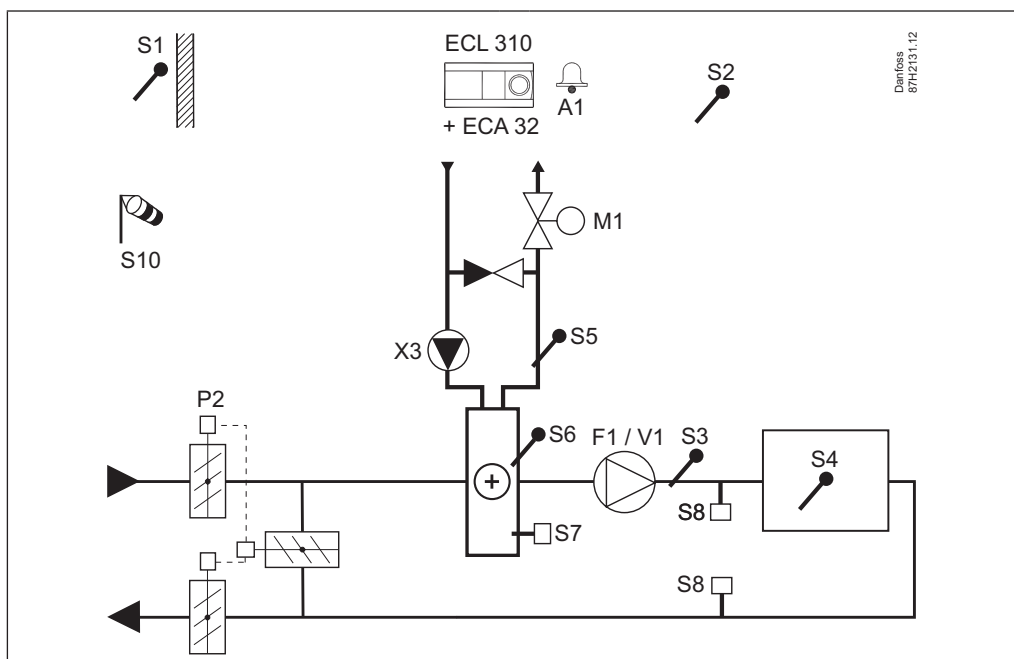 S1
ECL 310
A1
+ ECA 32
S2
Danfoss
87H2131.12
S10
M1
X3
S5
P2
S6
F1 / V1
S3
S4
S8
S7
S8